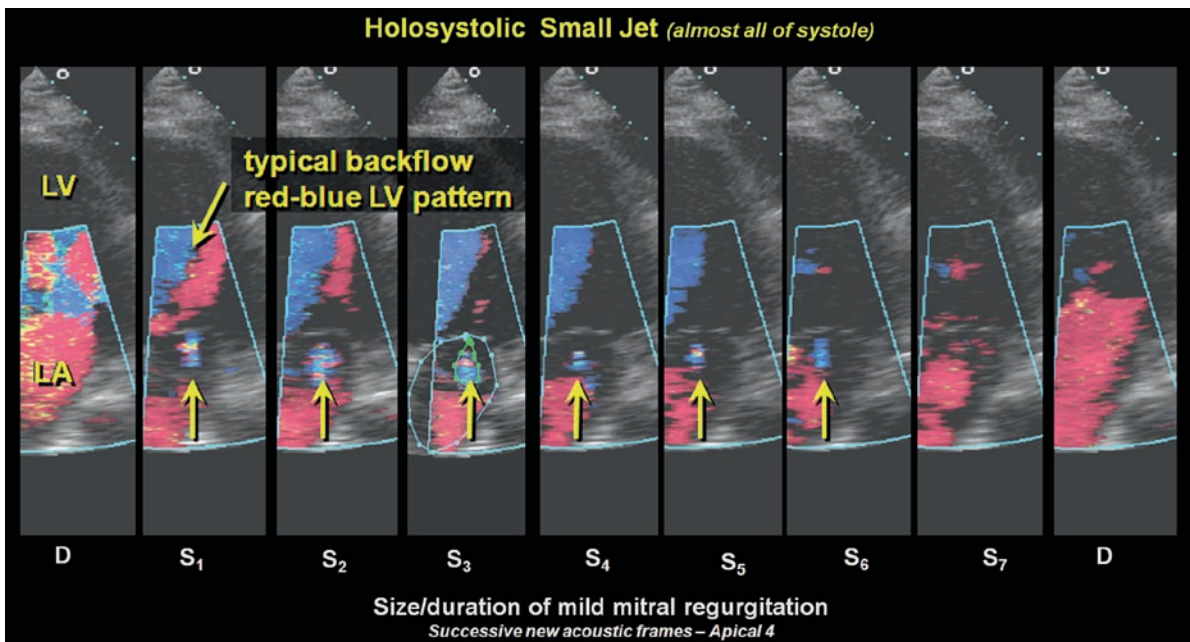 Holosystolic Small Jet (almost all of systole)
typical backflow
red-blue LV pattern
LV
LA
D S₁ S₂ S₃ S₄ S₅ S₆ S₇ D
Size/duration of mild mitral regurgitation
Successive new acoustic frames – Apical 4